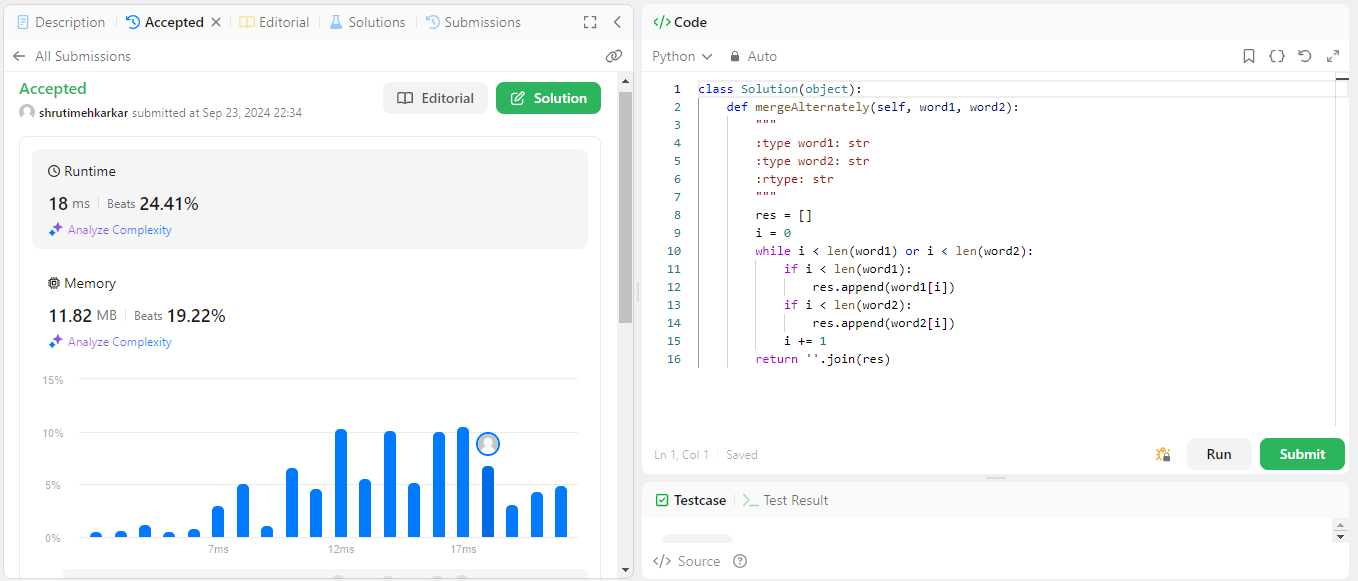 Description
Accepted
Editorial
Solutions
Submissions
All Submissions
Accepted
shrutimehkarkar submitted at Sep 23, 2024 22:34
Editorial
Solution
Runtime
18 ms Beats 24.41%
Analyze Complexity
Memory
11.82 MB Beats 19.22%
Analyze Complexity
15%
10%
5%
0%
7ms 12ms 17ms
</> Code
Python
Auto
1 class Solution(object):
2     def mergeAlternately(self, word1, word2):
3         """
4         :type word1: str
5         :type word2: str
6         :rtype: str
7         """
8         res = []
9         i = 0
10         while i < len(word1) or i < len(word2):
11             if i < len(word1):
12                 res.append(word1[i])
13             if i < len(word2):
14                 res.append(word2[i])
15             i += 1
16         return ''.join(res)
Ln 1, Col 1 Saved
Run
Submit
Testcase
>_ Test Result
</> Source ?